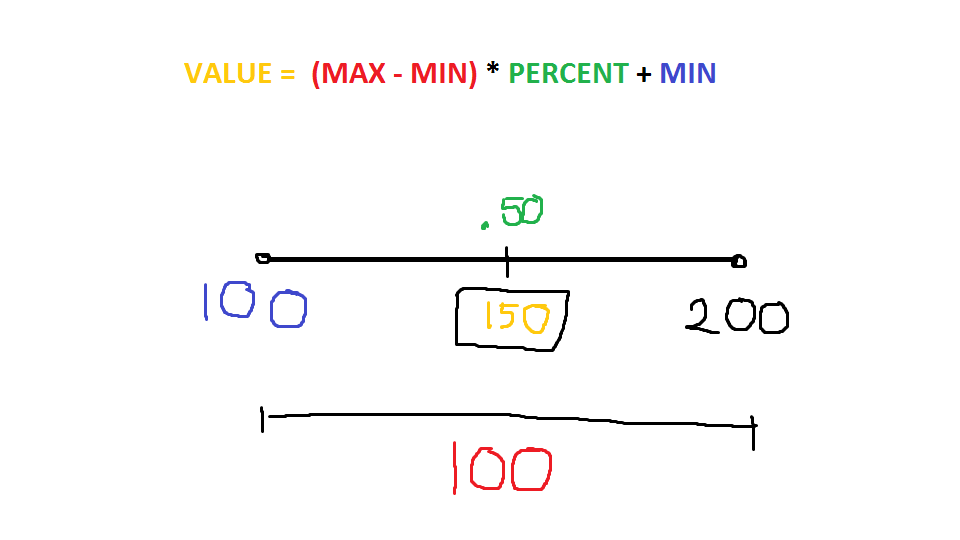 VALUE = (MAX - MIN) * PERCENT + MIN
.50
100 150 200
100